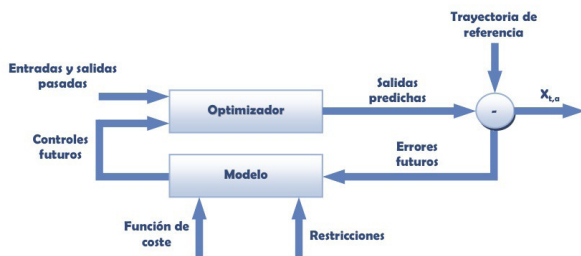 Trayectoria de
referencia
Entradas y salidas
pasadas
Salidas
predichas
X₍t,a₎
Optimizador
-
Controles
futuros
Errores
futuros
Modelo
Función de
coste
Restricciones